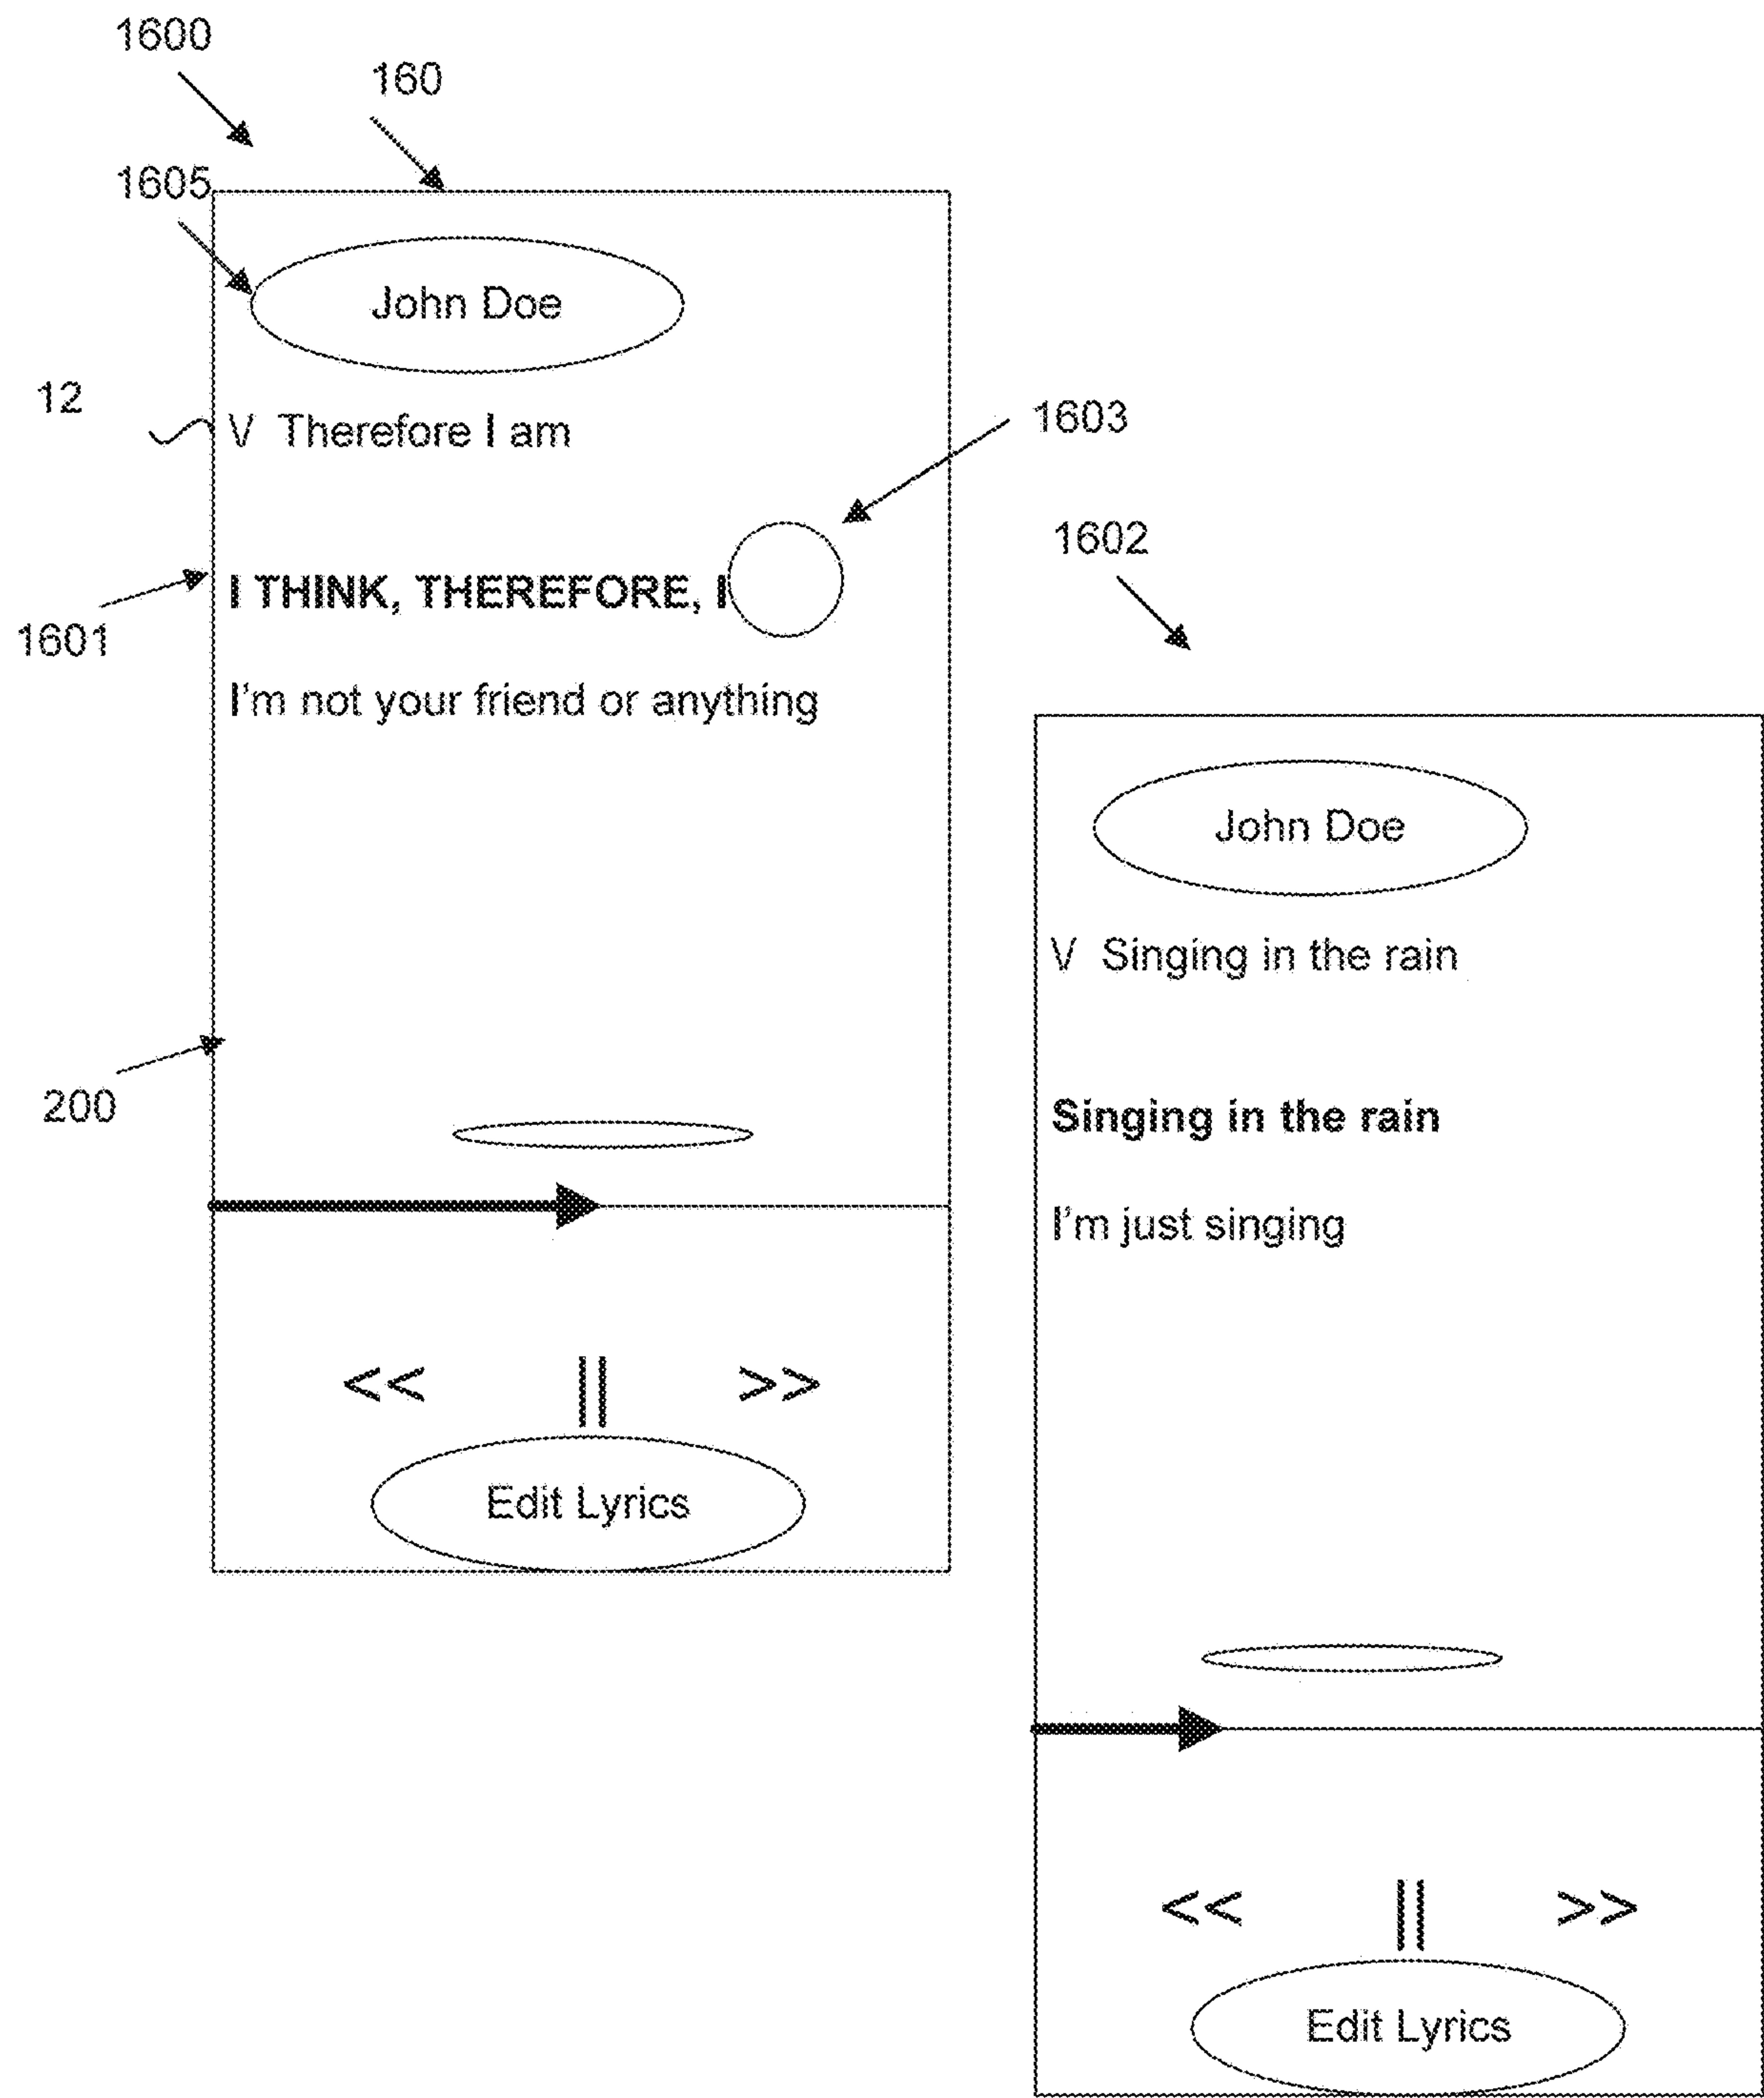 1600
160
1605
John Doe
12
V Therefore I am
1603
I THINK, THEREFORE, I
1601
I'm not your friend or anything
200
<< || >>
Edit Lyrics
1602
John Doe
V Singing in the rain
Singing in the rain
I'm just singing
<< || >>
Edit Lyrics